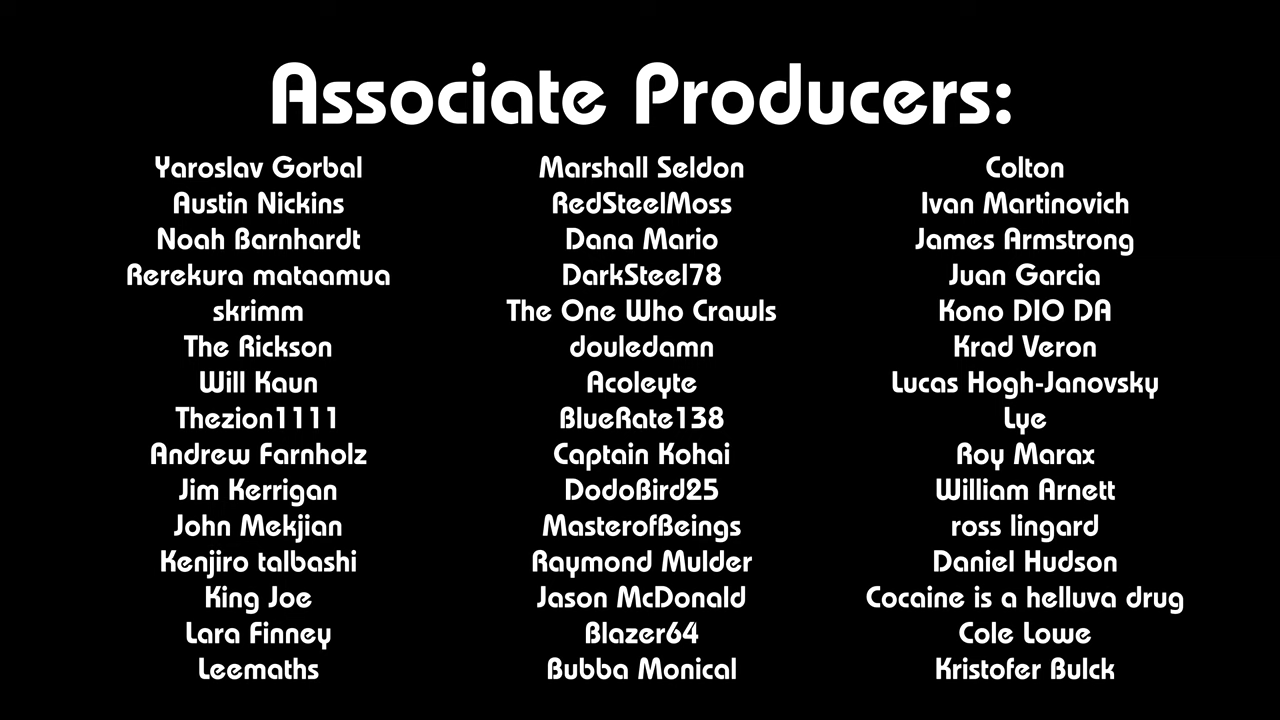 Associate Producers:
Yaroslav Gorbal
Austin Nickins
Noah Barnhardt
Rerekura mataamua
skrimm
The Rickson
Will Kaun
Thezion1111
Andrew Farnholz
Jim Kerrigan
John Mekjian
Kenjiro talbashi
King Joe
Lara Finney
Leemaths
Marshall Seldon
RedSteelMoss
Dana Mario
DarkSteel78
The One Who Crawls
douledamn
Acoleyte
BlueRate138
Captain Kohai
DodoBird25
MasterofBeings
Raymond Mulder
Jason McDonald
Blazer64
Bubba Monical
Colton
Ivan Martinovich
James Armstrong
Juan Garcia
Kono DIO DA
Krad Veron
Lucas Hogh-Janovsky
Lye
Roy Marax
William Arnett
ross lingard
Daniel Hudson
Cocaine is a helluva drug
Cole Lowe
Kristofer Bulck